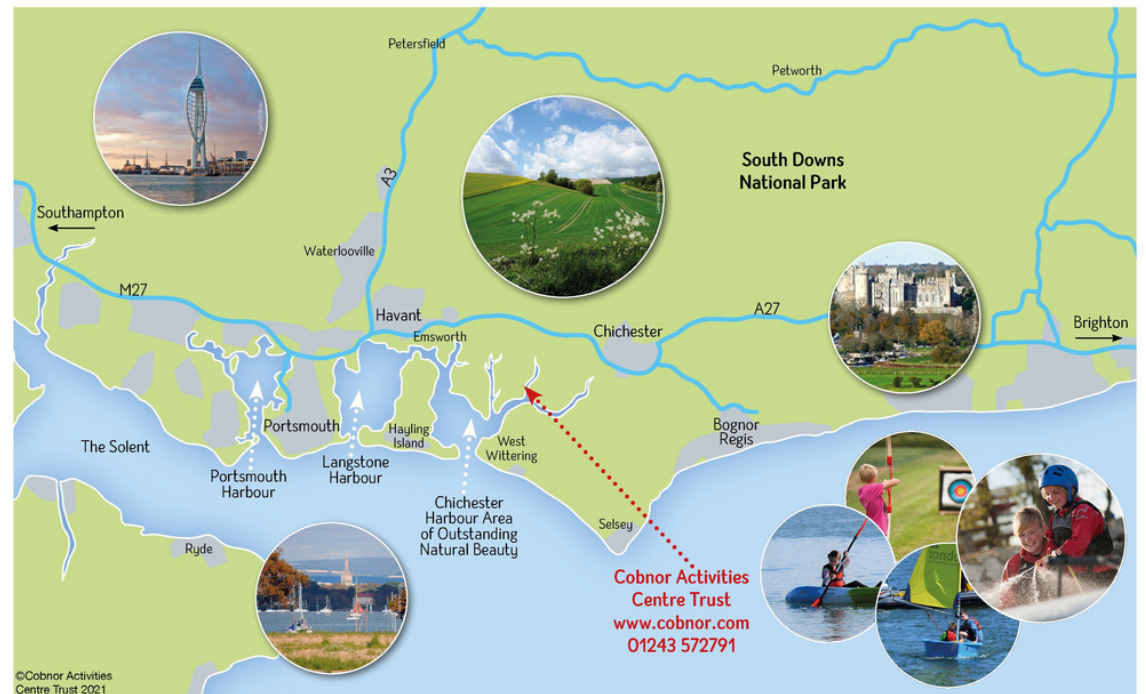 Petersfield
Petworth
South Downs
National Park
A3
Southampton
Waterlooville
M27
Havant
Emsworth
Chichester
A27
Brighton
Portsmouth
Hayling
Island
West
Wittering
Bognor
Regis
The Solent
Portsmouth
Harbour
Langstone
Harbour
Chichester
Harbour Area
of Outstanding
Natural Beauty
Selsey
Ryde
Cobnor Activities
Centre Trust
www.cobnor.com
01243 572791
cobnor
©Cobnor Activities
Centre Trust 2021